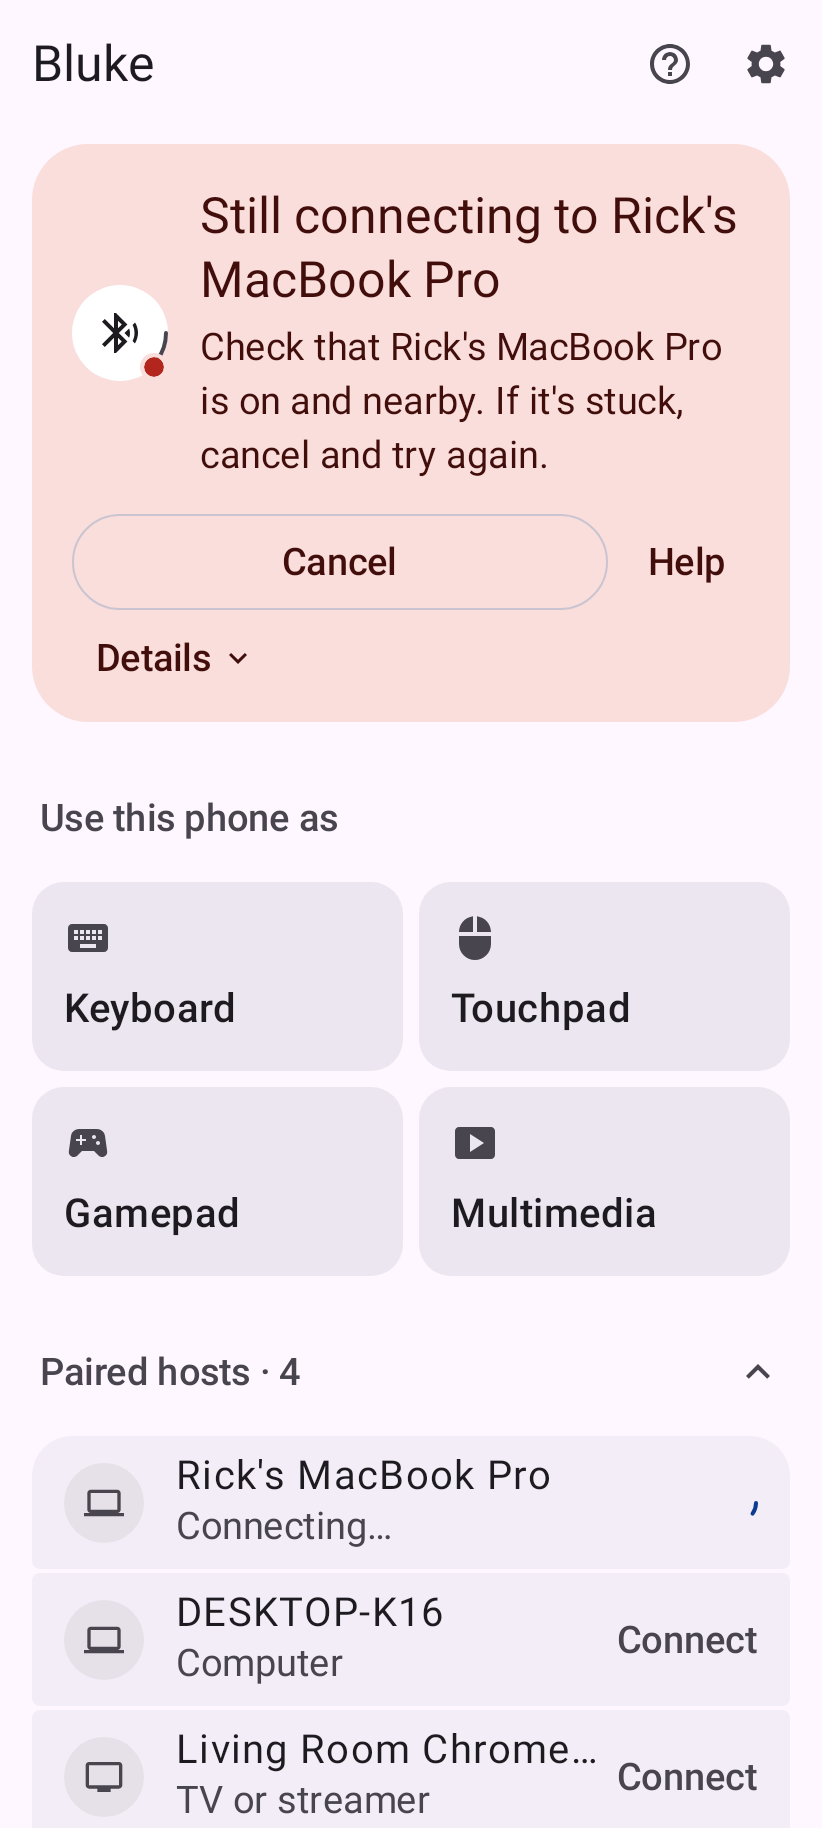 Bluke
Still connecting to Rick's
MacBook Pro
Check that Rick's MacBook Pro
is on and nearby. If it's stuck,
cancel and try again.
Cancel
Help
Details
Use this phone as
Keyboard
Touchpad
Gamepad
Multimedia
Paired hosts · 4
Rick's MacBook Pro
Connecting…
DESKTOP-K16
Computer
Connect
Living Room Chrome…
TV or streamer
Connect